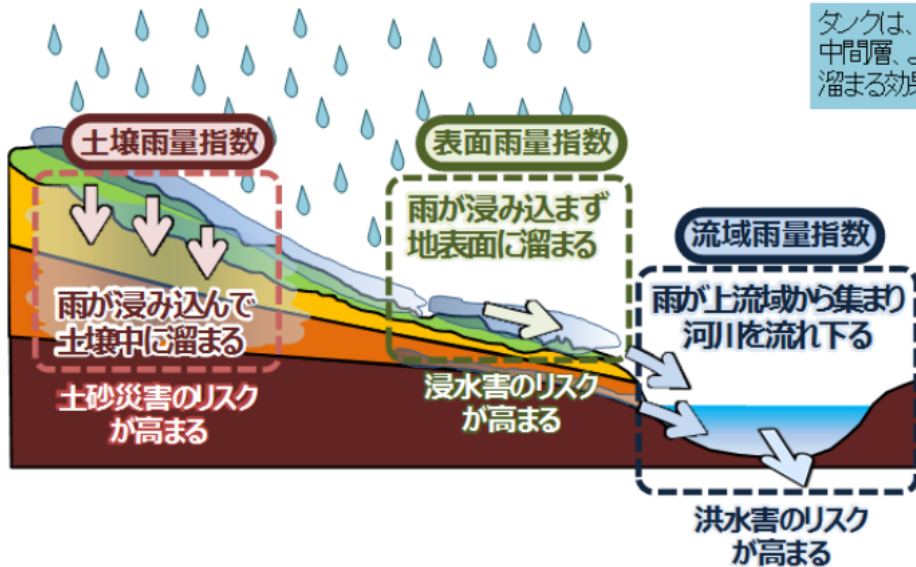 タンクは、
中間層、
溜まる効果
土壌雨量指数
表面雨量指数
雨が浸み込まず
地表面に溜まる
流域雨量指数
雨が浸み込んで
土壌中に溜まる
雨が上流域から集まり
河川を流れ下る
土砂災害のリスク
が高まる
浸水害のリスク
が高まる
洪水害のリスク
が高まる